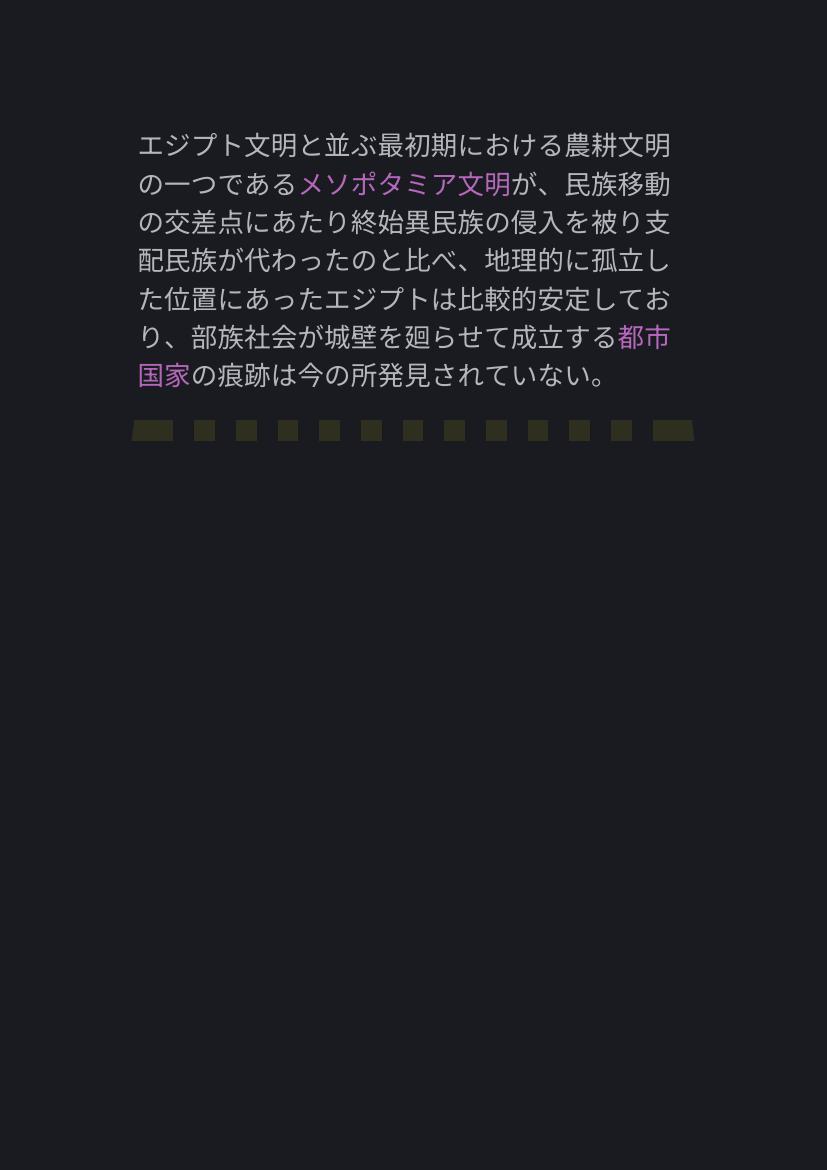 エジプト文明と並ぶ最初期における農耕文明
の一つであるメソポタミア文明が、民族移動
の交差点にあたり終始異民族の侵入を被り支
配民族が代わったのと比べ、地理的に孤立し
た位置にあったエジプトは比較的安定してお
り、部族社会が城壁を廻らせて成立する都市
国家の痕跡は今の所発見されていない。